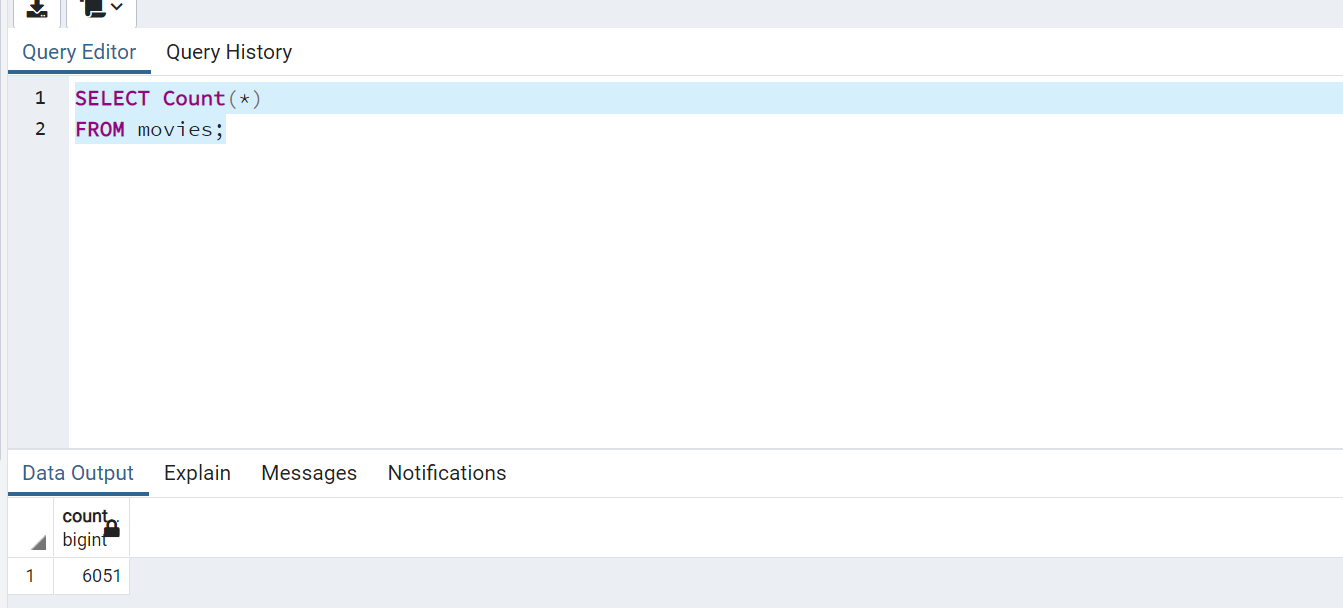 Query Editor Query History
1 SELECT Count(*)
2 FROM movies;
Data Output Explain Messages Notifications
count
bigint
1 6051